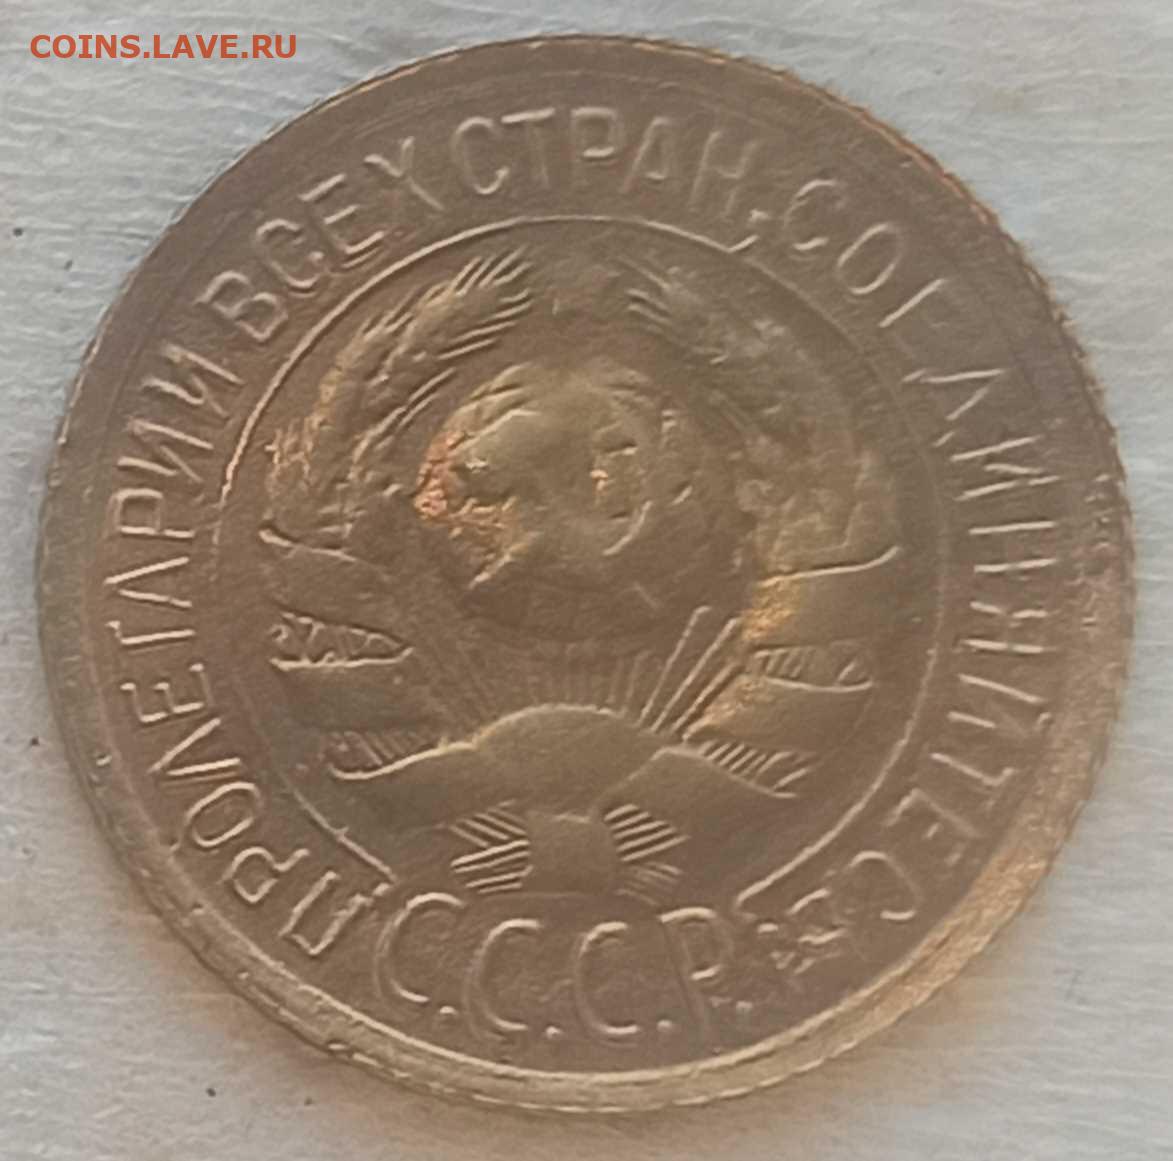 COINS.LAVE.RU
ПРОЛЕТАРИИ ВСЕХ СТРАН, СОЕДИНЯЙТЕСЬ
С.С.С.Р.